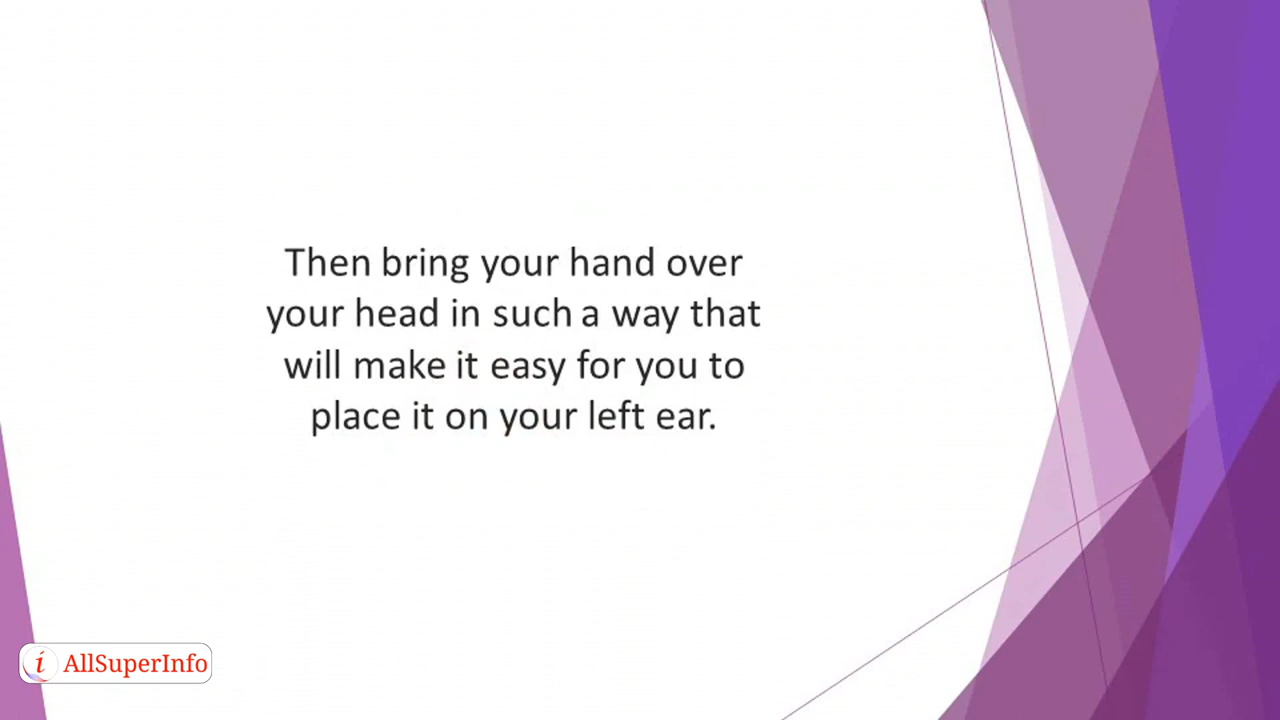 Then bring your hand over
your head in such a way that
will make it easy for you to
place it on your left ear.
i AllSuperInfo